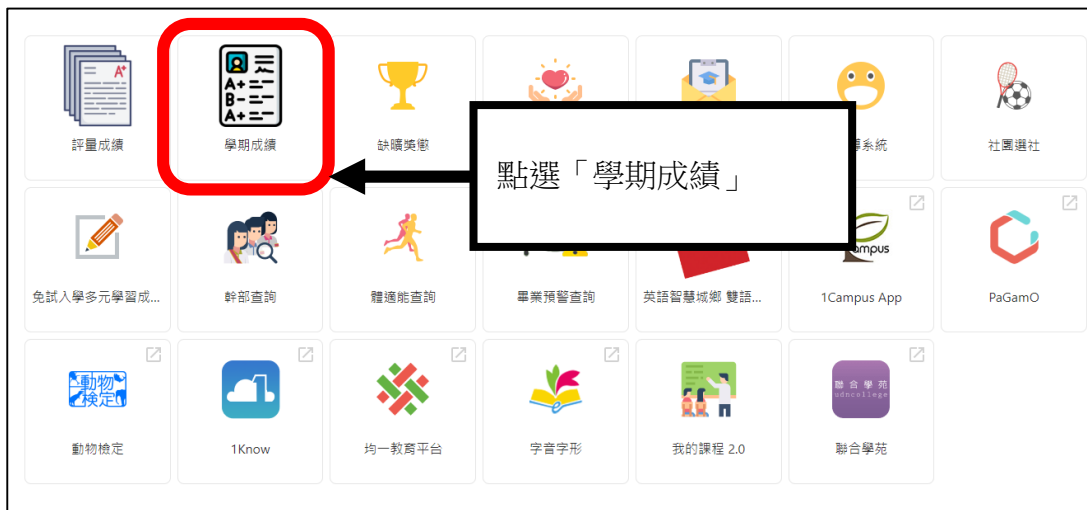 評量成績
學期成績
缺曠獎懲
系統
社團選社
點選「學期成績」
免試入學多元學習成...
幹部查詢
體適能查詢
畢業預警查詢
英語智慧城鄉 雙語...
1Campus App
PaGamO
動物
檢定
動物檢定
1Know
均一教育平台
字音字形
我的課程 2.0
聯合學苑
udncollege
聯合學苑